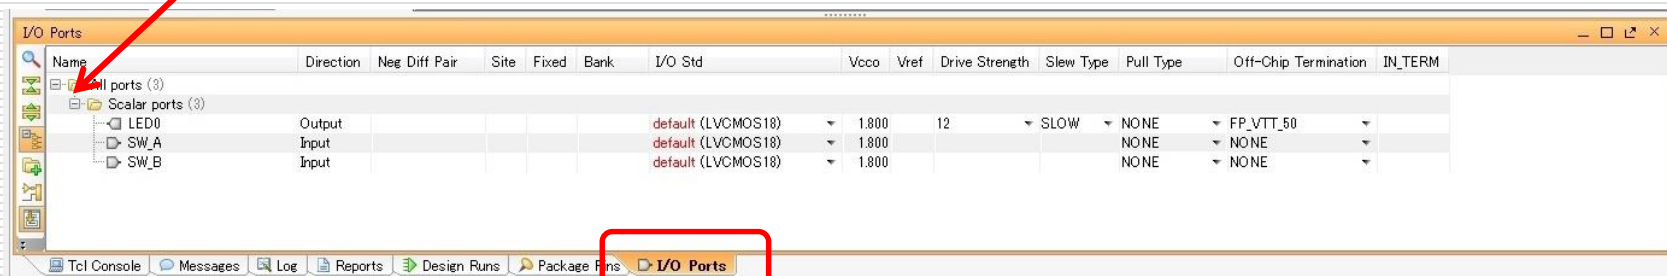 I/O Ports
Name Direction Neg Diff Pair Site Fixed Bank I/O Std Vcco Vref Drive Strength Slew Type Pull Type Off-Chip Termination IN_TERM
All ports (3)
Scalar ports (3)
LED0 Output default (LVCMOS18) 1.800 12 SLOW NONE FP_VTT_50
SW_A Input default (LVCMOS18) 1.800 NONE NONE
SW_B Input default (LVCMOS18) 1.800 NONE NONE
Tcl Console Messages Log Reports Design Runs Package Pins I/O Ports